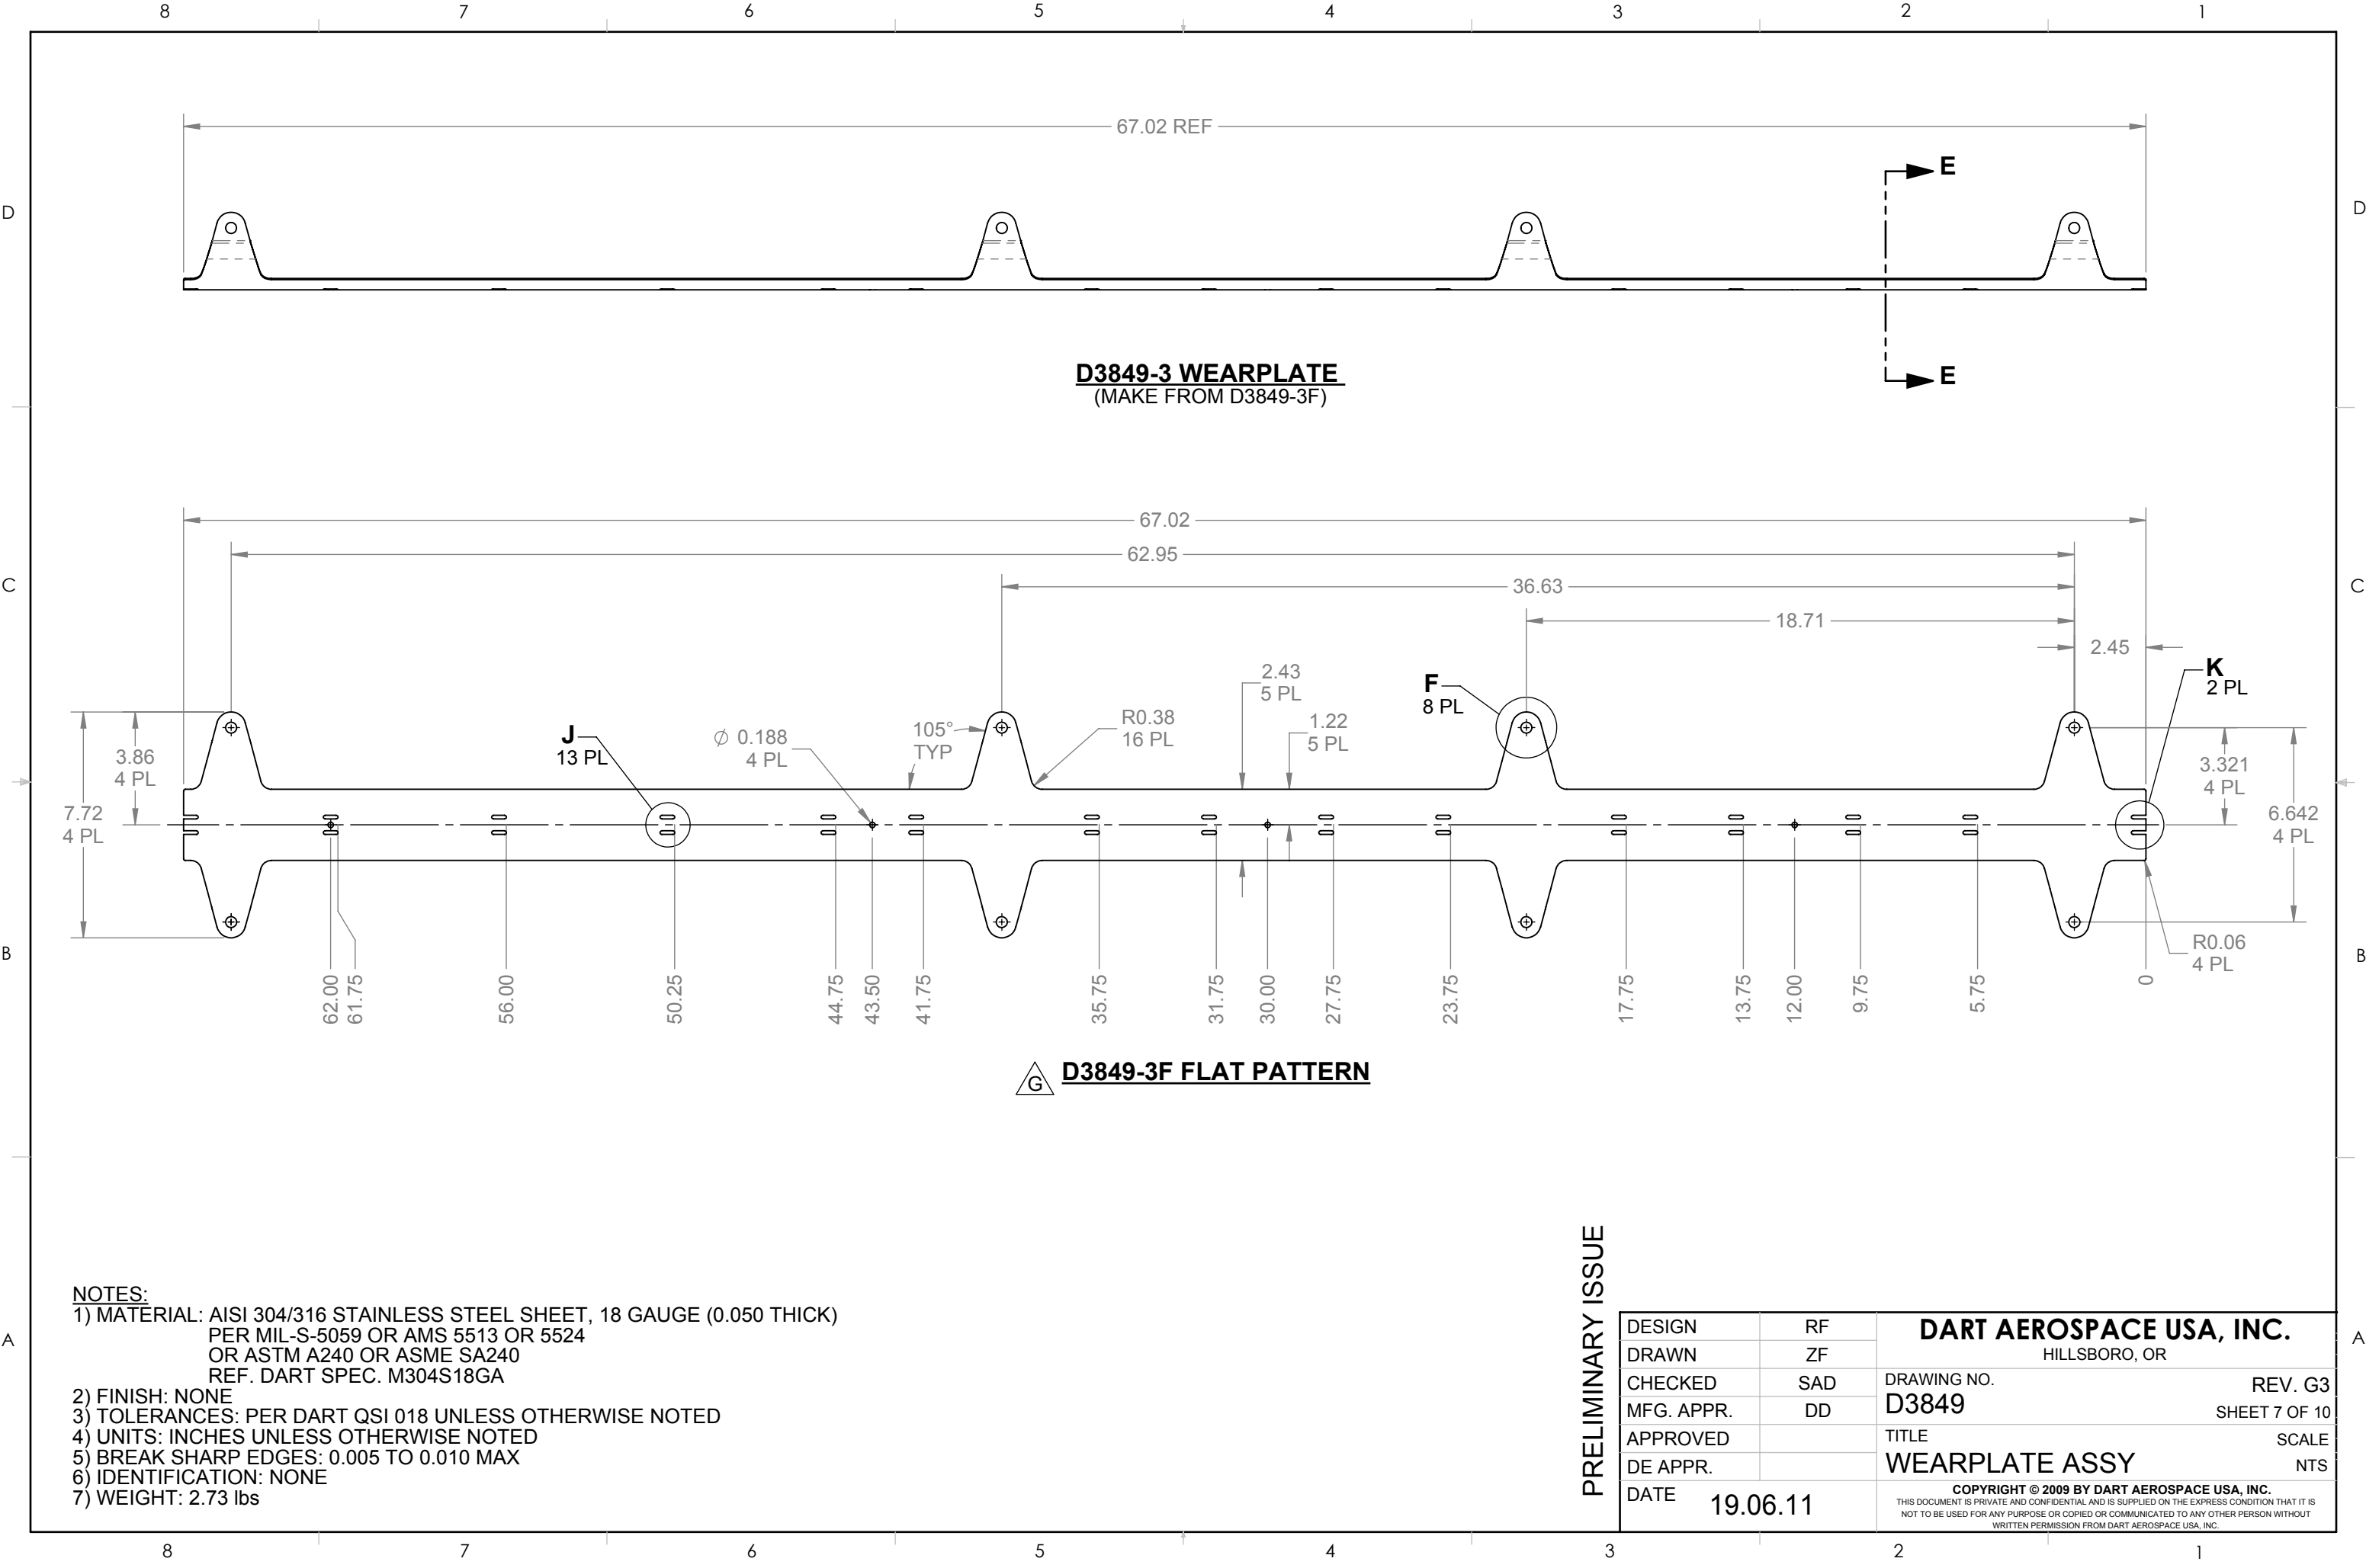 8 7 6 5 4 3 2 1
67.02 REF
E
D D
E
D3849-3 WEARPLATE
(MAKE FROM D3849-3F)
67.02
62.95
C 36.63 C
18.71
2.45
K
2 PL
2.43
5 PL
F
8 PL
R0.38
16 PL
1.22
5 PL
105°
TYP
J
13 PL
Ø 0.188
4 PL
3.86
4 PL
3.321
4 PL
7.72
4 PL
6.642
4 PL
B B
R0.06
4 PL
62.00 61.75 56.00 50.25 44.75 43.50 41.75 35.75 31.75 30.00 27.75 23.75 17.75 13.75 12.00 9.75 5.75 0
G D3849-3F FLAT PATTERN
NOTES:
1) MATERIAL: AISI 304/316 STAINLESS STEEL SHEET, 18 GAUGE (0.050 THICK)
PER MIL-S-5059 OR AMS 5513 OR 5524
OR ASTM A240 OR ASME SA240
REF. DART SPEC. M304S18GA
2) FINISH: NONE
3) TOLERANCES: PER DART QSI 018 UNLESS OTHERWISE NOTED
4) UNITS: INCHES UNLESS OTHERWISE NOTED
5) BREAK SHARP EDGES: 0.005 TO 0.010 MAX
6) IDENTIFICATION: NONE
7) WEIGHT: 2.73 lbs
A A
PRELIMINARY ISSUE
DESIGN RF
DRAWN ZF
CHECKED SAD
MFG. APPR. DD
APPROVED
DE APPR.
DATE 19.06.11
DART AEROSPACE USA, INC.
HILLSBORO, OR
DRAWING NO. REV. G3
D3849 SHEET 7 OF 10
TITLE SCALE
WEARPLATE ASSY NTS
COPYRIGHT © 2009 BY DART AEROSPACE USA, INC.
THIS DOCUMENT IS PRIVATE AND CONFIDENTIAL AND IS SUPPLIED ON THE EXPRESS CONDITION THAT IT IS
NOT TO BE USED FOR ANY PURPOSE OR COPIED OR COMMUNICATED TO ANY OTHER PERSON WITHOUT
WRITTEN PERMISSION FROM DART AEROSPACE USA, INC.
8 7 6 5 4 3 2 1